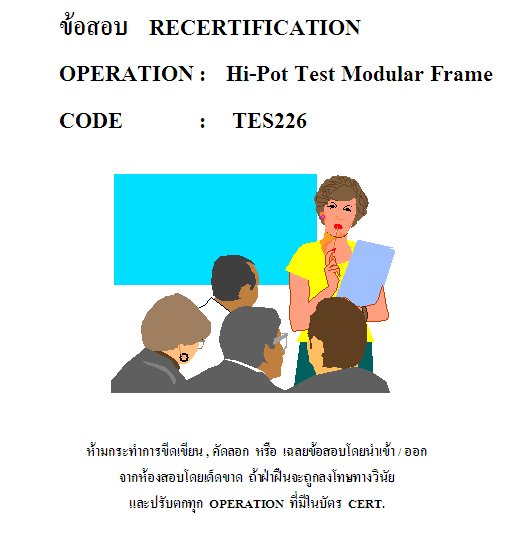 ข้อสอบ RECERTIFICATION
OPERATION : Hi-Pot Test Modular Frame
CODE : TES226
ห้ามกระทำการขีดเขียน , คัดลอก หรือ เฉลยข้อสอบโดยนำเข้า / ออก
จากห้องสอบโดยเด็ดขาด ถ้าฝ่าฝืนจะถูกลงโทษทางวินัย
และปรับตกทุก OPERATION ที่มีในบัตร CERT.